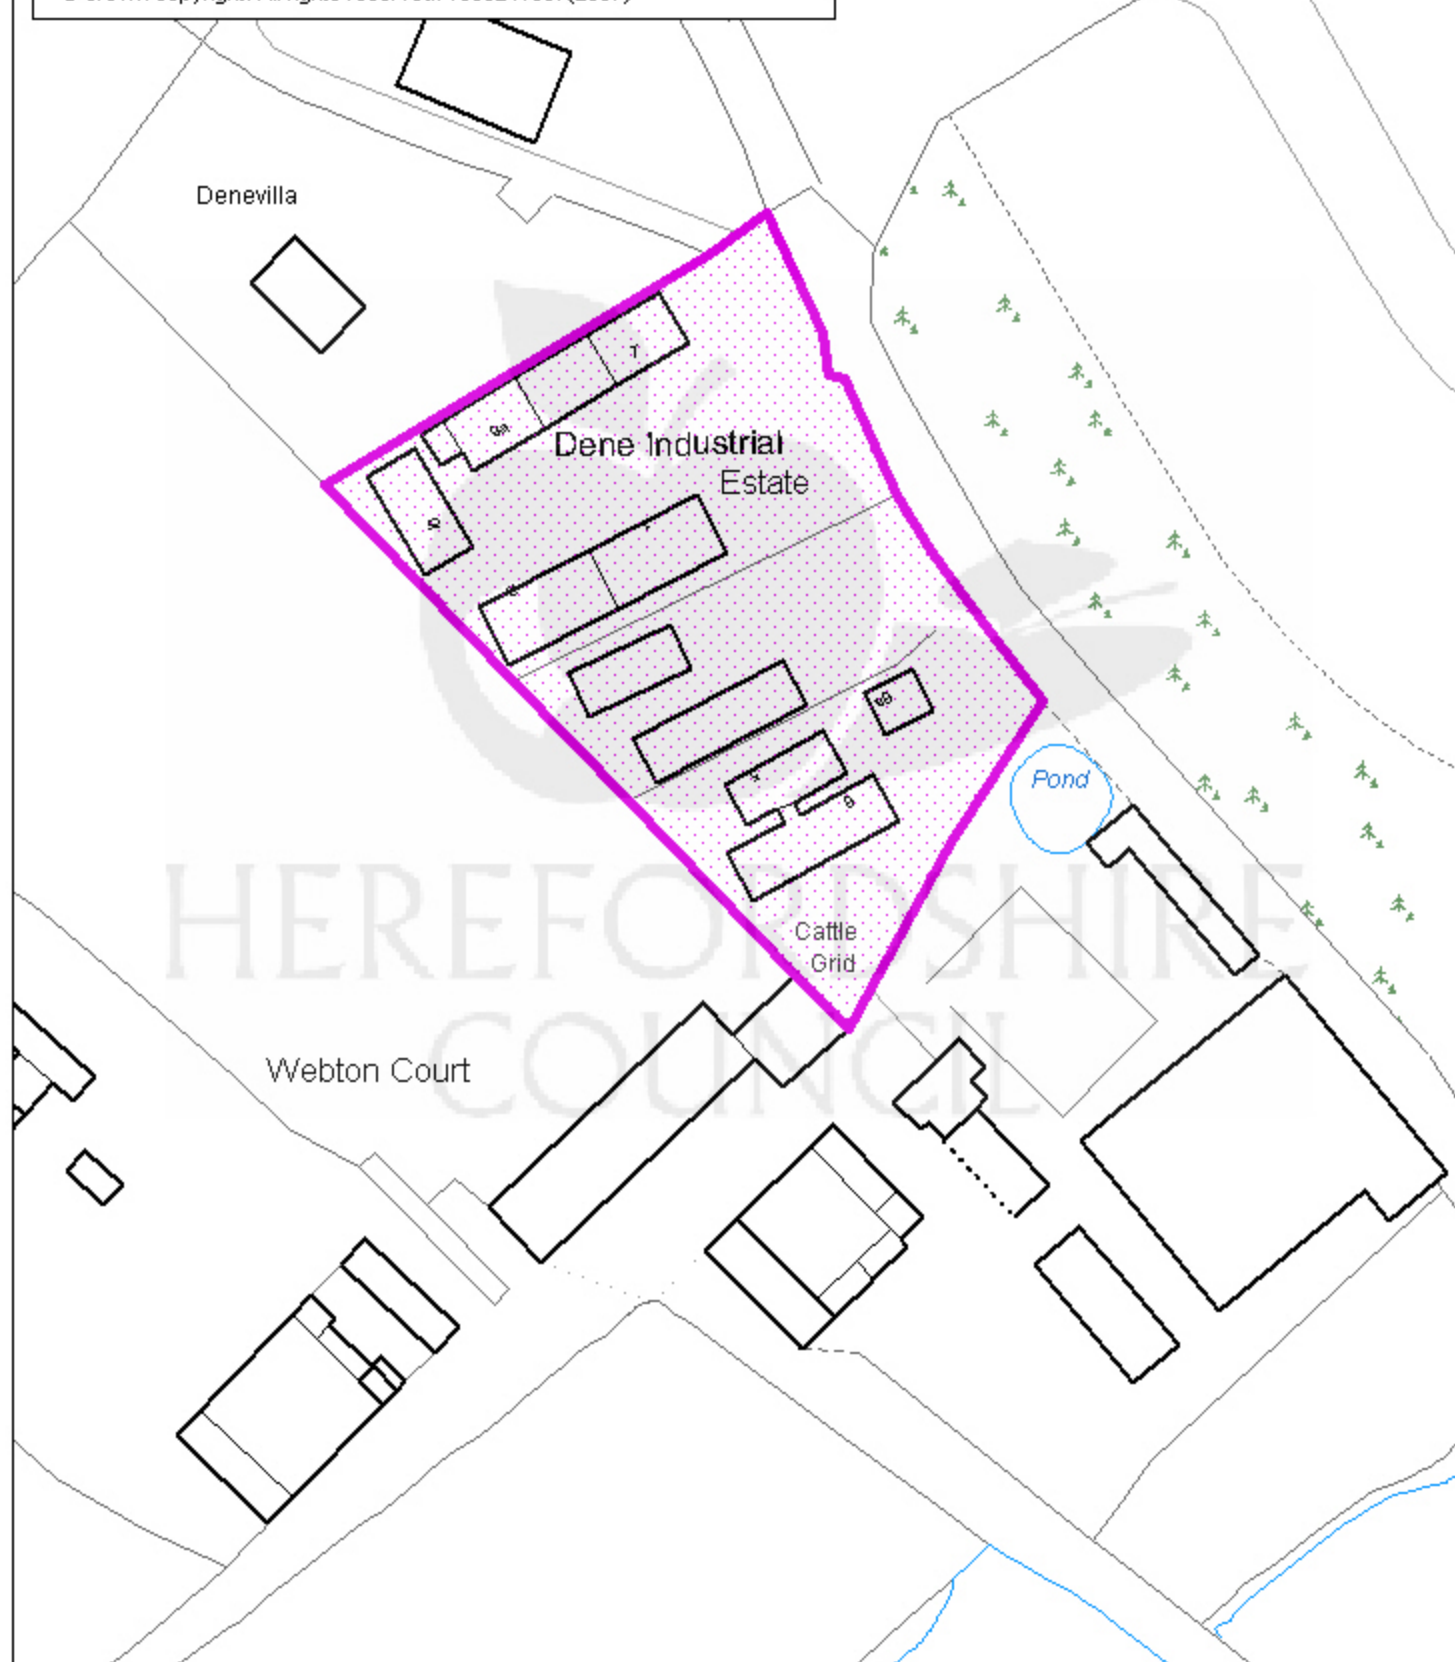 Denevilla
Dene Industrial
Estate
Pond
Cattle
Grid
HEREFORDSHIRE
COUNCIL
Webton Court